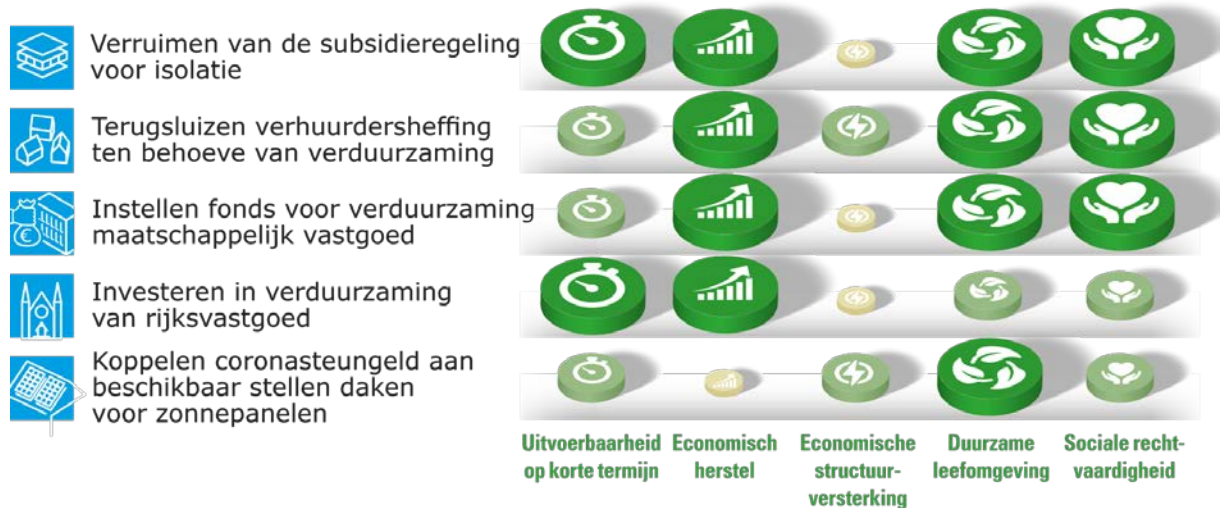 Verruimen van de subsidieregeling
voor isolatie
Terugsluizen verhuurdersheffing
ten behoeve van verduurzaming
Instellen fonds voor verduurzaming
maatschappelijk vastgoed
Investeren in verduurzaming
van rijksvastgoed
Koppelen coronasteungeld aan
beschikbaar stellen daken
voor zonnepanelen
Uitvoerbaarheid
op korte termijn
Economisch
herstel
Economische
structuur-
versterking
Duurzame
leefomgeving
Sociale recht-
vaardigheid